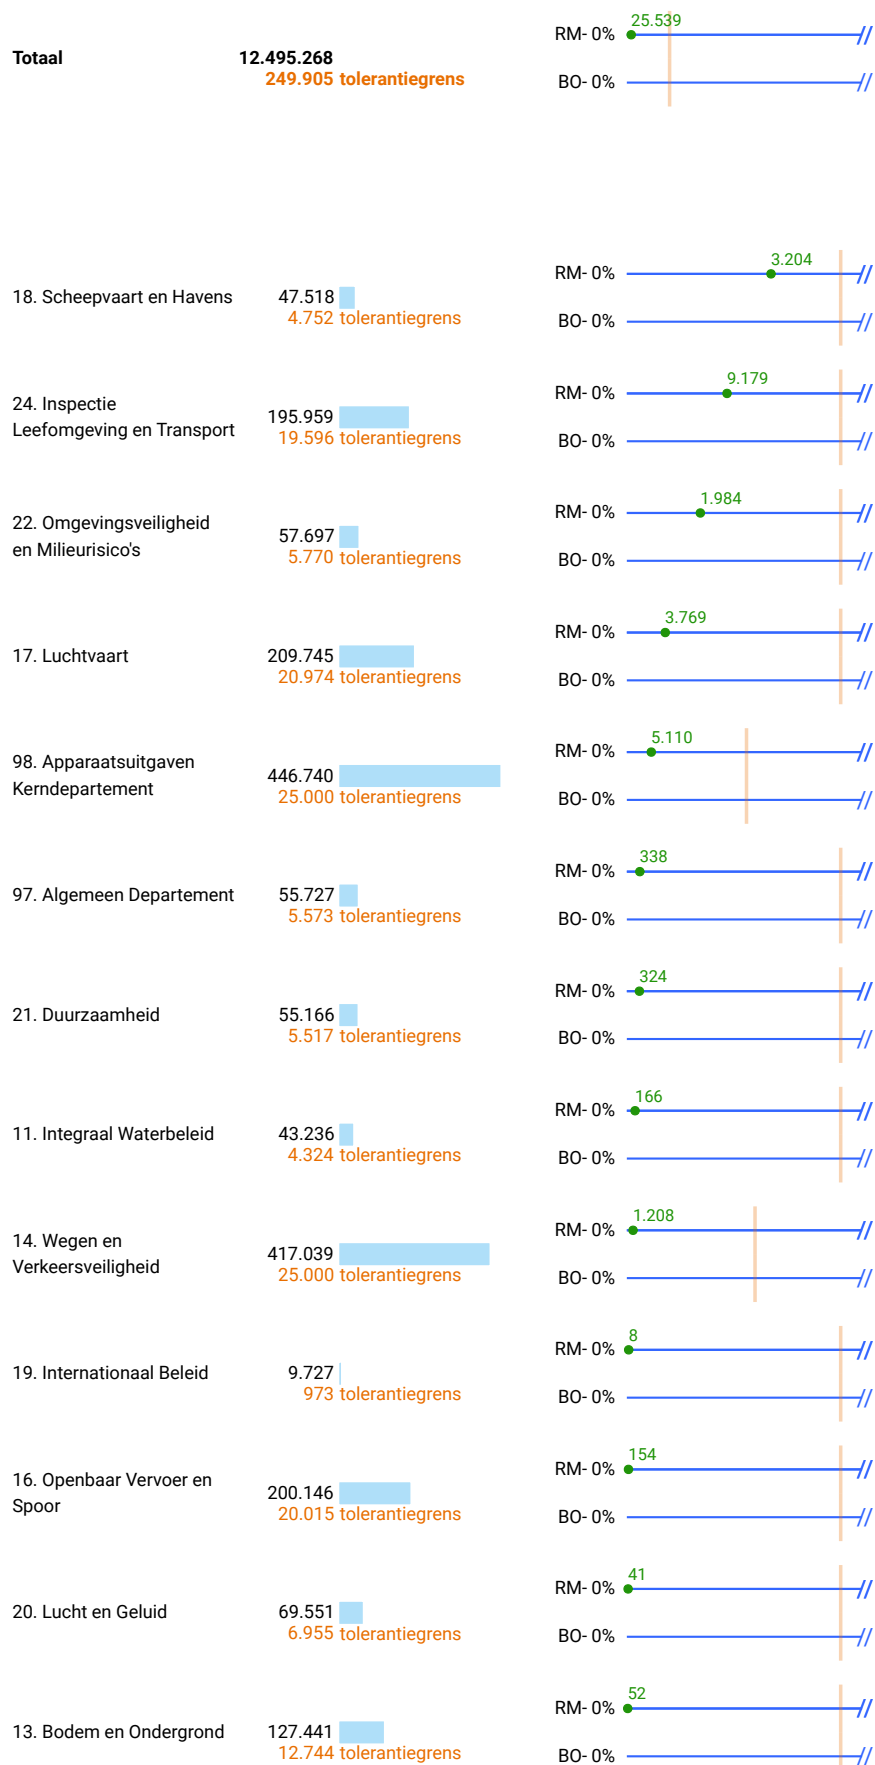 25.539
RM- 0%
Totaal 12.495.268
249.905 tolerantiegrens
BO- 0%
3.204
RM- 0%
18. Scheepvaart en Havens 47.518
4.752 tolerantiegrens
BO- 0%
9.179
RM- 0%
24. Inspectie
Leefomgeving en Transport
195.959
19.596 tolerantiegrens
BO- 0%
1.984
RM- 0%
22. Omgevingsveiligheid
en Milieurisico's
57.697
5.770 tolerantiegrens
BO- 0%
3.769
RM- 0%
17. Luchtvaart 209.745
20.974 tolerantiegrens
BO- 0%
5.110
RM- 0%
98. Apparaatsuitgaven
Kerndepartement
446.740
25.000 tolerantiegrens
BO- 0%
338
RM- 0%
97. Algemeen Departement 55.727
5.573 tolerantiegrens
BO- 0%
324
RM- 0%
21. Duurzaamheid 55.166
5.517 tolerantiegrens
BO- 0%
166
RM- 0%
11. Integraal Waterbeleid 43.236
4.324 tolerantiegrens
BO- 0%
1.208
RM- 0%
14. Wegen en
Verkeersveiligheid
417.039
25.000 tolerantiegrens
BO- 0%
8
RM- 0%
19. Internationaal Beleid 9.727
973 tolerantiegrens
BO- 0%
154
RM- 0%
16. Openbaar Vervoer en
Spoor
200.146
20.015 tolerantiegrens
BO- 0%
41
RM- 0%
20. Lucht en Geluid 69.551
6.955 tolerantiegrens
BO- 0%
52
RM- 0%
13. Bodem en Ondergrond 127.441
12.744 tolerantiegrens
BO- 0%